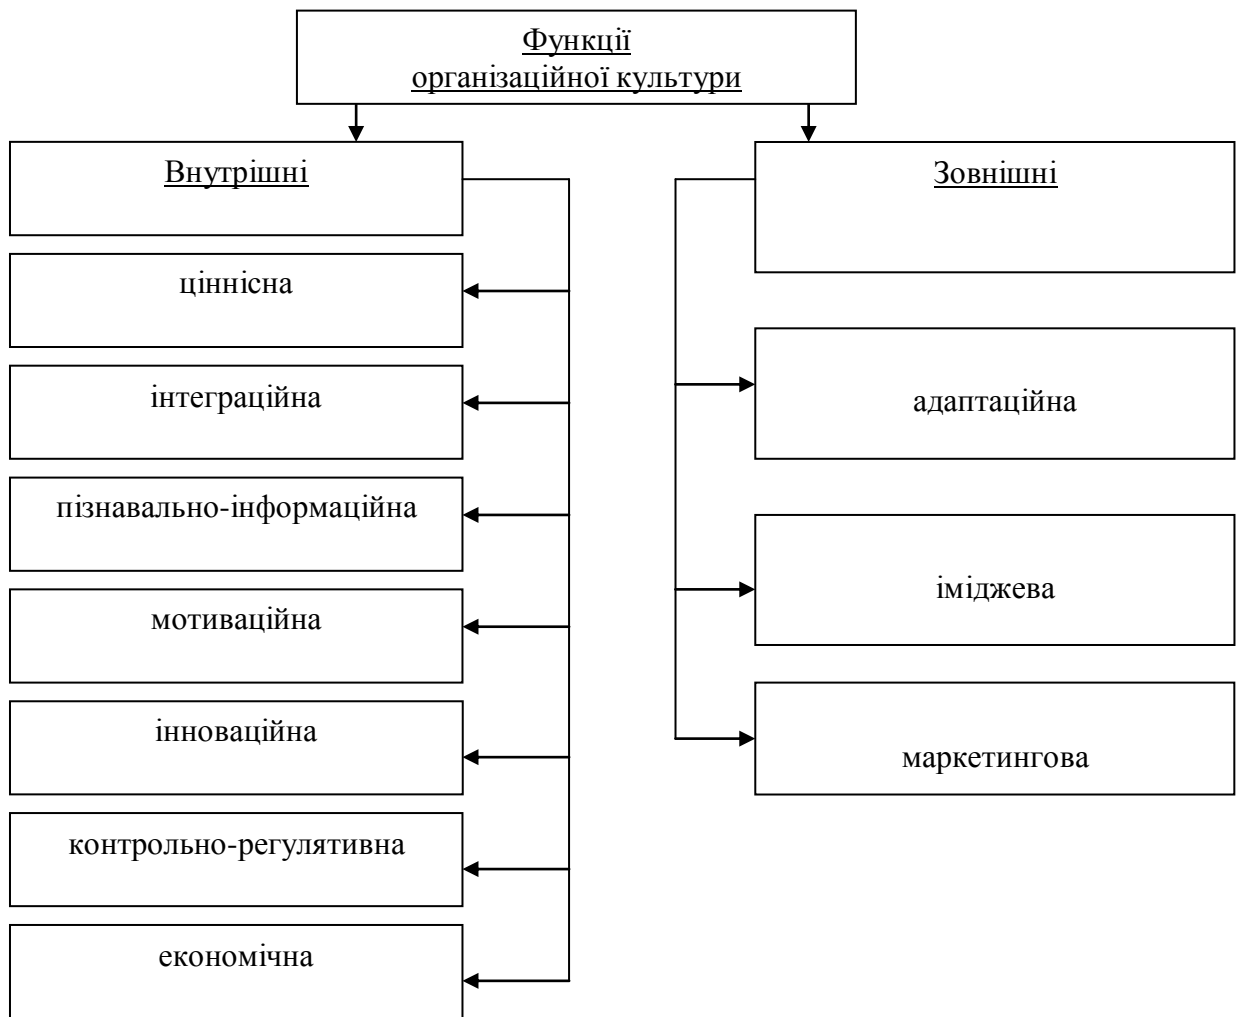 Функції
організаційної культури
Внутрішні
ціннісна
інтеграційна
пізнавально-інформаційна
мотиваційна
інноваційна
контрольно-регулятивна
економічна
Зовнішні
адаптаційна
іміджева
маркетингова